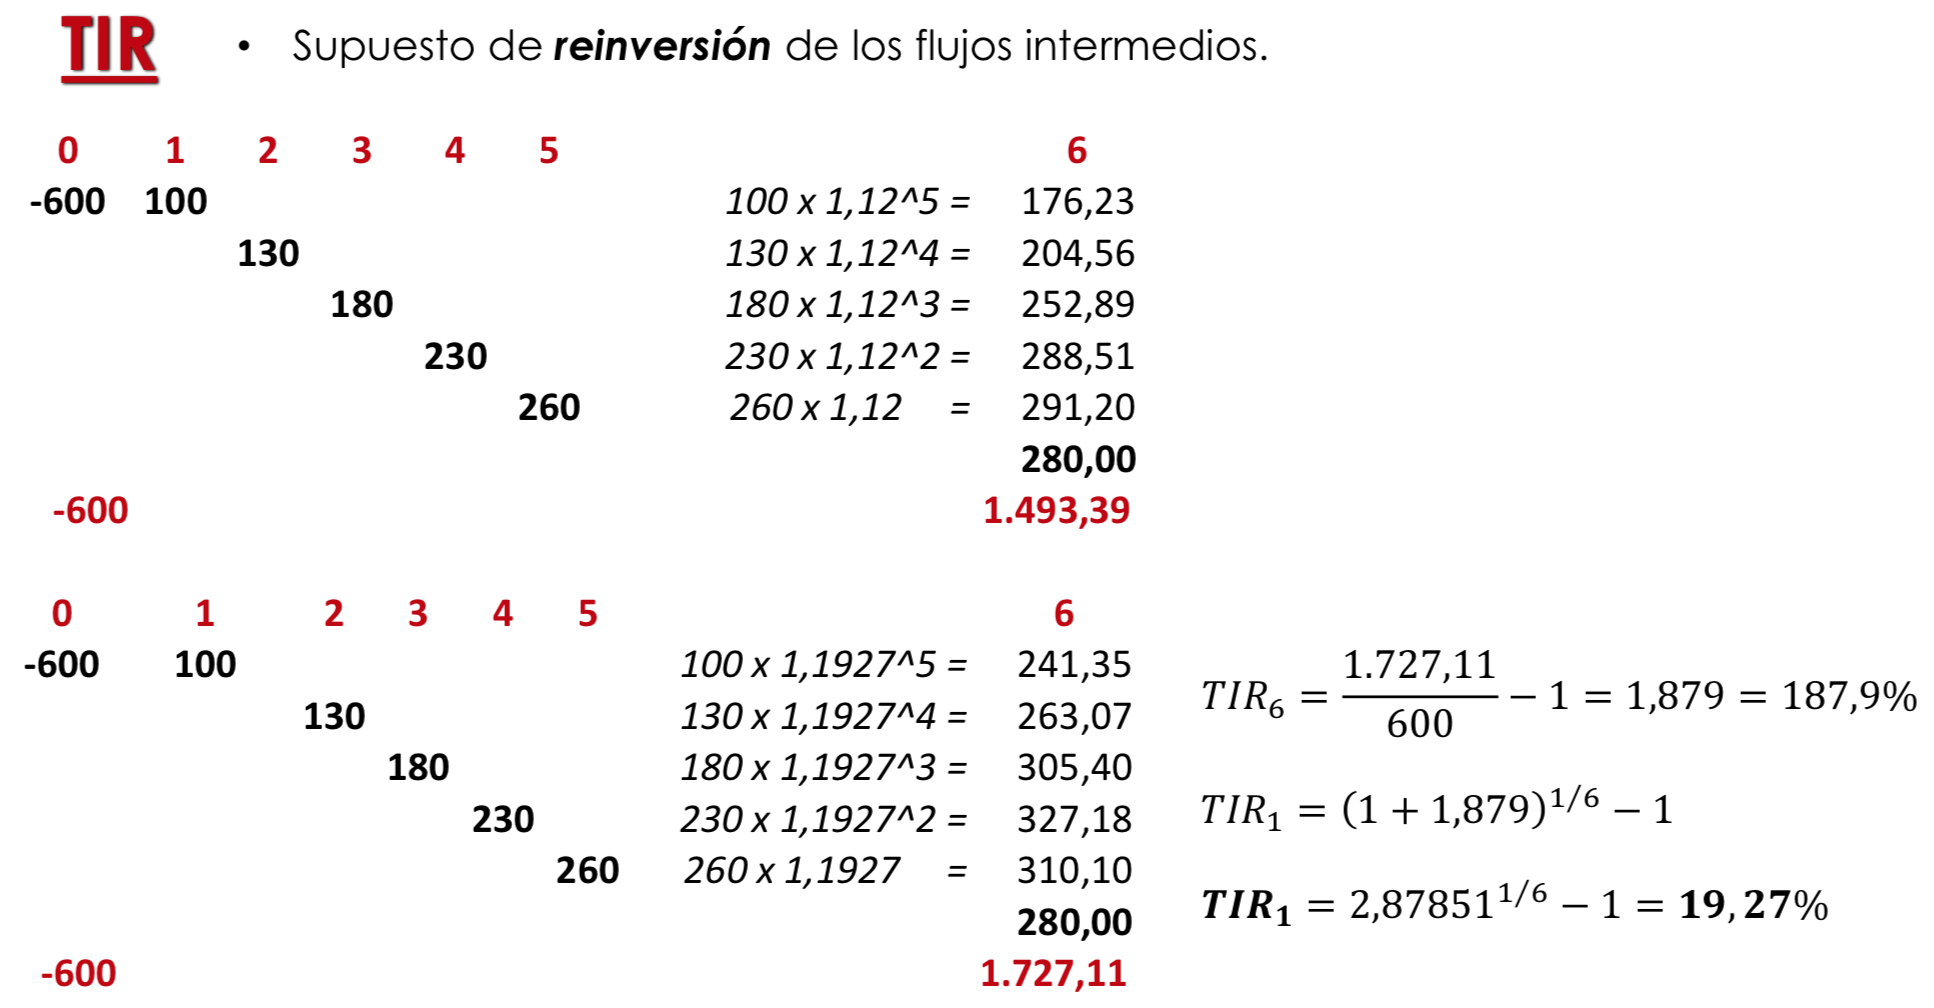 TIR • Supuesto de reinversión de los flujos intermedios.
0 1 2 3 4 5 6
-600 100 100 x 1,12^5 = 176,23
130 130 x 1,12^4 = 204,56
180 180 x 1,12^3 = 252,89
230 230 x 1,12^2 = 288,51
260 260 x 1,12 = 291,20
280,00
-600 1.493,39
0 1 2 3 4 5 6
-600 100 100 x 1,1927^5 = 241,35
130 130 x 1,1927^4 = 263,07
180 180 x 1,1927^3 = 305,40
230 230 x 1,1927^2 = 327,18
260 260 x 1,1927 = 310,10
280,00
-600 1.727,11
TIR₆ = 1.727,11/600 − 1 = 1,879 = 187,9%
TIR₁ = (1 + 1,879)^1/6 − 1
TIR₁ = 2,87851^1/6 − 1 = 19,27%